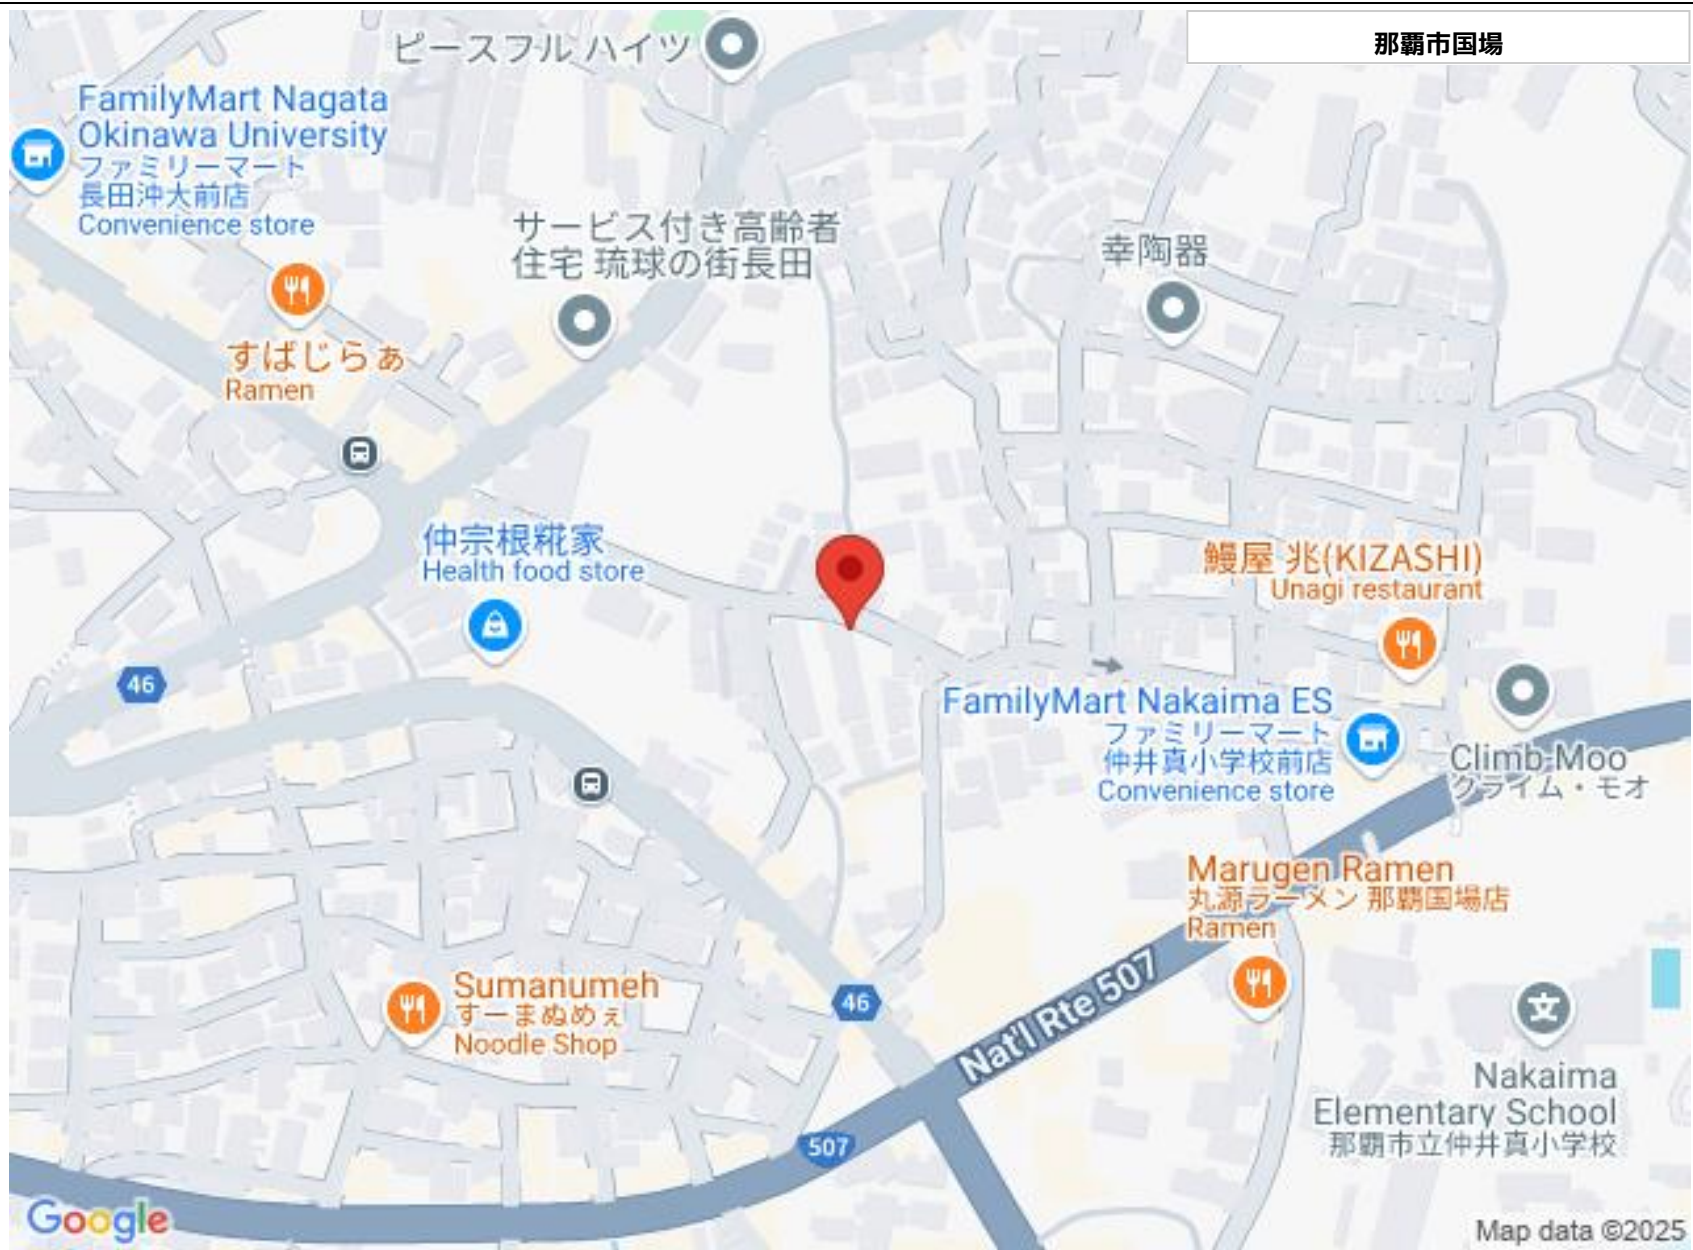 那覇市国場
ピースフル ハイツ
FamilyMart Nagata
Okinawa University
ファミリーマート
長田沖大前店
Convenience store
サービス付き高齢者
住宅 琉球の街長田
幸陶器
すばじらぁ
Ramen
仲宗根糀家
Health food store
鰻屋 兆(KIZASHI)
Unagi restaurant
46
FamilyMart Nakaima ES
ファミリーマート
仲井真小学校前店
Convenience store
Climb Moo
クライム・モオ
Marugen Ramen
丸源ラーメン 那覇国場店
Ramen
Sumanumeh
すーまぬめぇ
Noodle Shop
46
Nat'l Rte 507
文
Nakaima
Elementary School
那覇市立仲井真小学校
507
Google
Map data ©2025